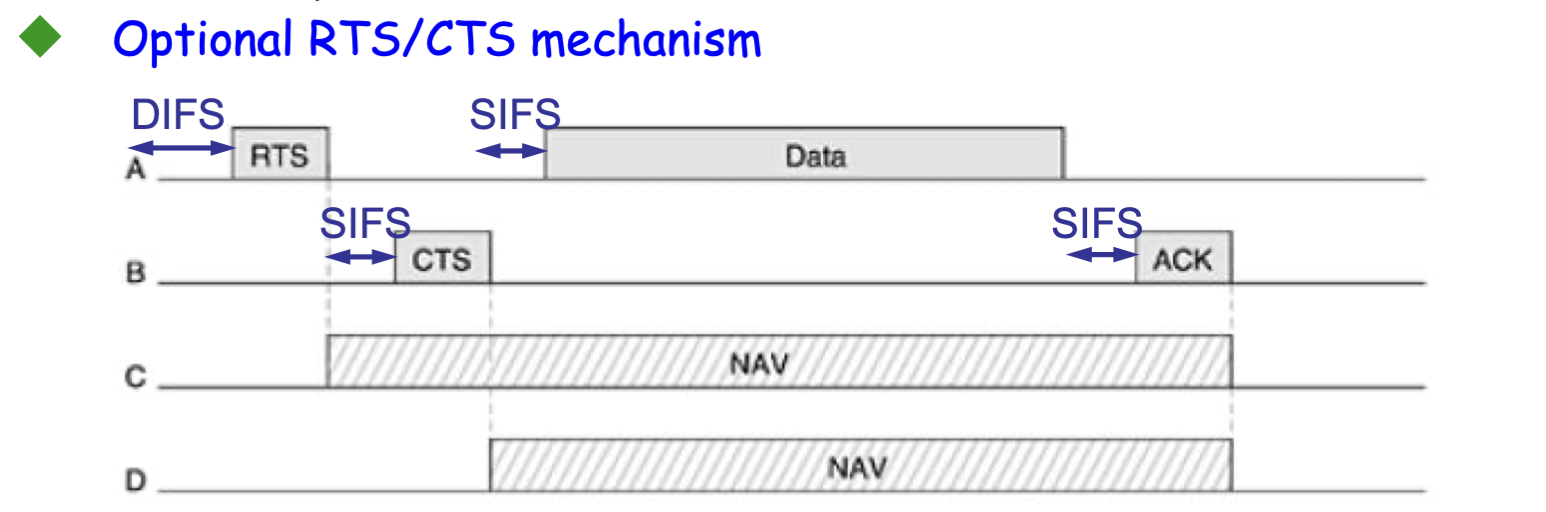 Optional RTS/CTS mechanism
DIFS SIFS
A RTS Data
SIFS SIFS
B CTS ACK
C NAV
D NAV